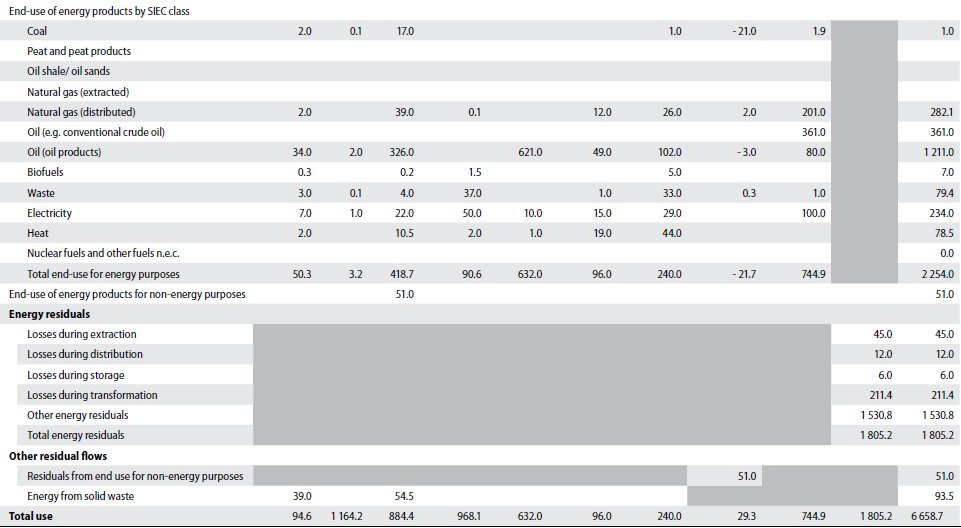 End-use of energy products by SIEC class
Coal 2.0 0.1 17.0 1.0 - 21.0 1.9 1.0
Peat and peat products
Oil shale/ oil sands
Natural gas (extracted)
Natural gas (distributed) 2.0 39.0 0.1 12.0 26.0 2.0 201.0 282.1
Oil (e.g. conventional crude oil) 361.0 361.0
Oil (oil products) 34.0 2.0 326.0 621.0 49.0 102.0 - 3.0 80.0 1 211.0
Biofuels 0.3 0.2 1.5 5.0 7.0
Waste 3.0 0.1 4.0 37.0 1.0 33.0 0.3 1.0 79.4
Electricity 7.0 1.0 22.0 50.0 10.0 15.0 29.0 100.0 234.0
Heat 2.0 10.5 2.0 1.0 19.0 44.0 78.5
Nuclear fuels and other fuels n.e.c. 0.0
Total end-use for energy purposes 50.3 3.2 418.7 90.6 632.0 96.0 240.0 - 21.7 744.9 2 254.0
End-use of energy products for non-energy purposes 51.0 51.0
Energy residuals
Losses during extraction 45.0 45.0
Losses during distribution 12.0 12.0
Losses during storage 6.0 6.0
Losses during transformation 211.4 211.4
Other energy residuals 1 530.8 1 530.8
Total energy residuals 1 805.2 1 805.2
Other residual flows
Residuals from end use for non-energy purposes 51.0 51.0
Energy from solid waste 39.0 54.5 93.5
Total use 94.6 1 164.2 884.4 968.1 632.0 96.0 240.0 29.3 744.9 1 805.2 6 658.7